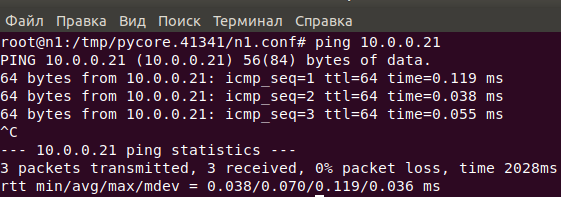 Файл Правка Вид Поиск Терминал Справка
root@n1:/tmp/pycore.41341/n1.conf# ping 10.0.0.21
PING 10.0.0.21 (10.0.0.21) 56(84) bytes of data.
64 bytes from 10.0.0.21: icmp_seq=1 ttl=64 time=0.119 ms
64 bytes from 10.0.0.21: icmp_seq=2 ttl=64 time=0.038 ms
64 bytes from 10.0.0.21: icmp_seq=3 ttl=64 time=0.055 ms
^C
--- 10.0.0.21 ping statistics ---
3 packets transmitted, 3 received, 0% packet loss, time 2028ms
rtt min/avg/max/mdev = 0.038/0.070/0.119/0.036 ms